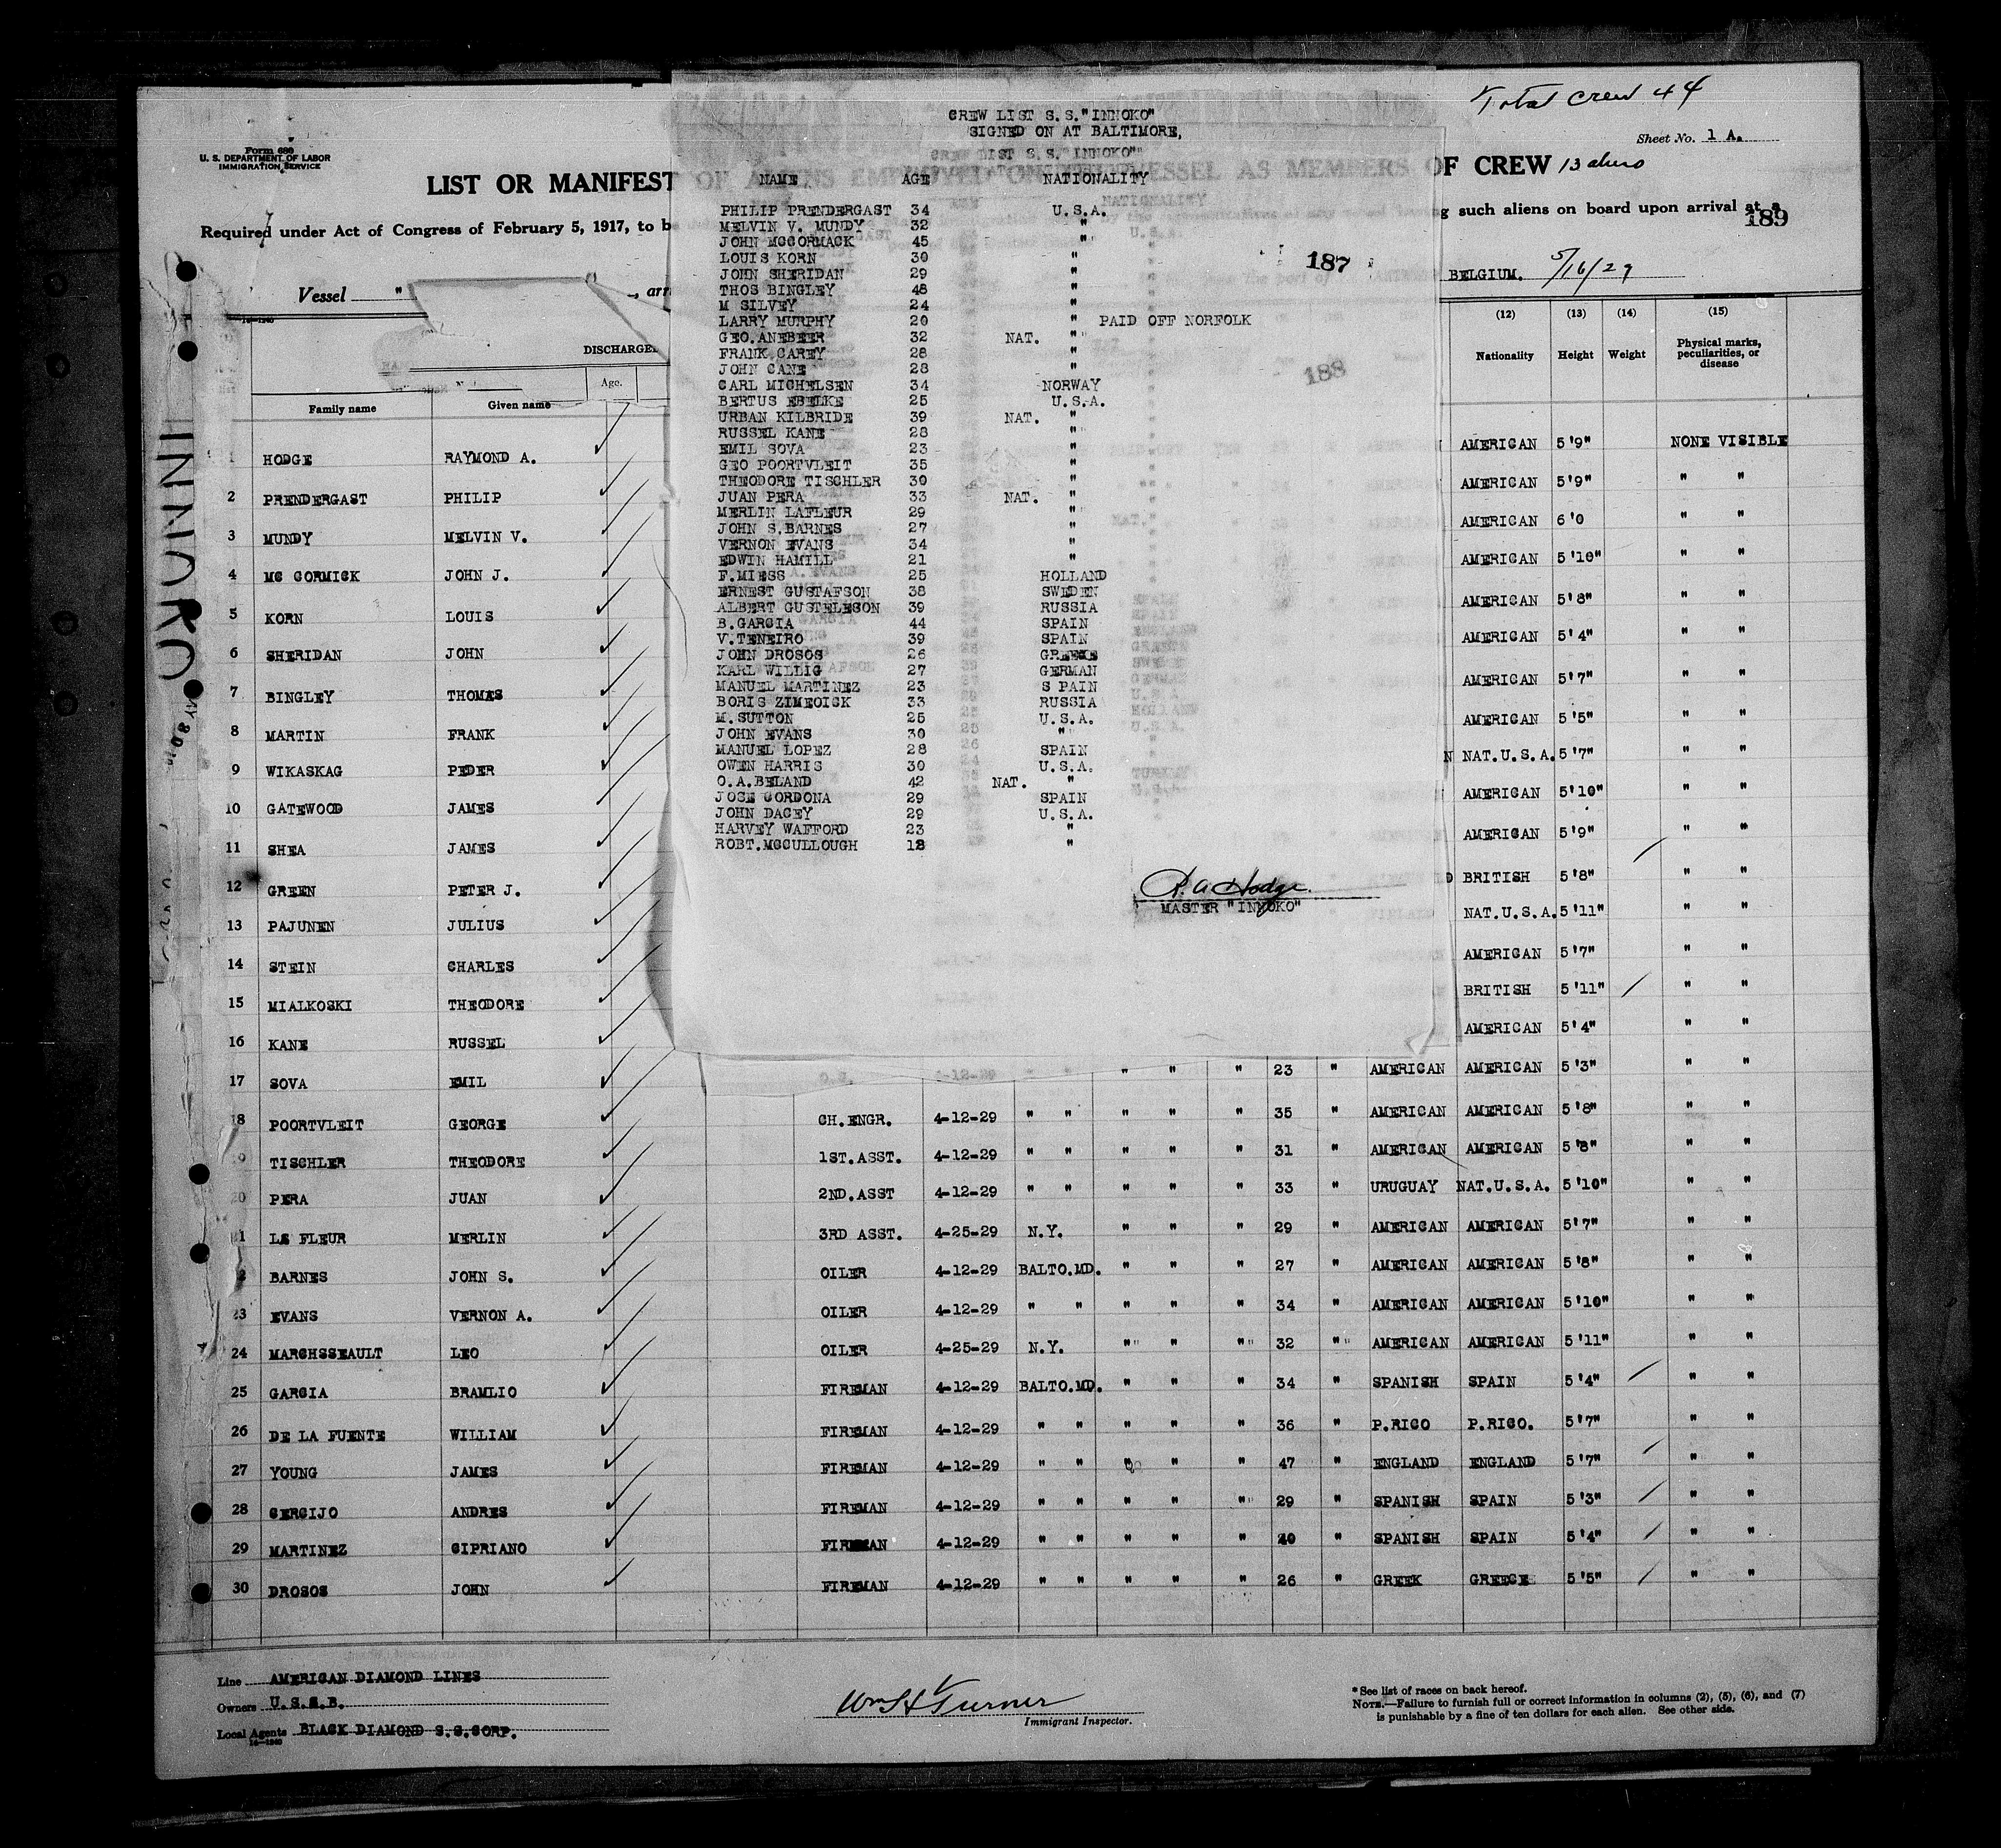 Total Crew 44
Form 680
U. S. DEPARTMENT OF LABOR
IMMIGRATION SERVICE
Sheet No. 1 A.
LIST OR MANIFEST OF CREW 13 aliens
Required under Act of Congress of February 5, 1917, to b
g such aliens on board upon arrival at a
189
Vessel "
", arr
BELGIUM. 5/16/29
CREW LIST S.S."INNOKO"
SIGNED ON AT BALTIMORE,
CREW LIST S.S."INNOKO"
NAME AGE NATIONALITY
PHILIP PRENDERGAST 34 U.S.A.
MELVIN V. MUNDY 32 "
JOHN MCCORMACK 45 "
LOUIS KORN 30 "
JOHN SHERIDAN 29 "
THOS BINGLEY 48 "
M SILVEY 24 "
LARRY MURPHY 20 " PAID OFF NORFOLK
GEO.ANEBEER 32 NAT. "
FRANK CAREY 28 "
JOHN CANE 28 "
CARL MICHELSEN 34 NORWAY
BERTUS EBELKE 25 U.S.A.
URBAN KILBRIDE 39 NAT. "
RUSSEL KANE 28 "
EMIL SOVA 23 "
GEO POORTVLEIT 35 "
THEODORE TISCHLER 30 "
JUAN PERA 33 NAT. "
MERLIN LAFLEUR 29 "
JOHN S.BARNES 27 "
VERNON EVANS 34 "
EDWIN HAMILL 21 "
F.MIESS 25 HOLLAND
ERNEST GUSTAFSON 38 SWEDEN
ALBERT GUSTELESON 39 RUSSIA
B.GARCIA 44 SPAIN
V.TENEIRO 39 SPAIN
JOHN DROSOS 26 GREECE
KARL WILLIG 27 GERMAN
MANUEL MARTINEZ 23 S PAIN
BORIS ZIMEOICK 33 RUSSIA
M.SUTTON 25 U.S.A.
JOHN EVANS 30 "
MANUEL LOPEZ 28 SPAIN
OWEN HARRIS 30 U.S.A.
O.A.BELAND 42 NAT. "
JOSE CORDONA 29 SPAIN
JOHN DACEY 29 U.S.A.
HARVEY WAFFORD 23 "
ROBT.MCCULLOUGH 18 "
187
188
R. A. Hodge.
MASTER "INNOKO"
INNOKO
DISCHARGE
Age.
Family name Given name
(12) (13) (14) (15)
Nationality Height Weight Physical marks, peculiarities, or disease
1 HODGE RAYMOND A. AMERICAN 5'9" NONE VISIBLE
2 PRENDERGAST PHILIP AMERICAN 5'9" " "
3 MUNDY MELVIN V. AMERICAN 6'0 " "
4 MC CORMICK JOHN J. AMERICAN 5'10" " "
5 KORN LOUIS AMERICAN 5'8" " "
6 SHERIDAN JOHN AMERICAN 5'4" " "
7 BINGLEY THOMAS AMERICAN 5'7" " "
8 MARTIN FRANK AMERICAN 5'5" " "
9 WIKASKAG PEDER N NAT.U.S.A. 5'7" " "
10 GATEWOOD JAMES AMERICAN 5'10" " "
11 SHEA JAMES AMERICAN 5'9" " "
12 GREEN PETER J. D BRITISH 5'8" " "
13 PAJUNEN JULIUS NAT.U.S.A. 5'11" " "
14 STEIN CHARLES AMERICAN 5'7" " "
15 MIALKOSKI THEODORE BRITISH 5'11" " "
16 KANE RUSSEL AMERICAN 5'4" " "
17 SOVA EMIL O.S. 4-12-29 " " " " " 23 " AMERICAN AMERICAN 5'3" " "
18 POORTVLEIT GEORGE CH.ENGR. 4-12-29 " " " " " 35 " AMERICAN AMERICAN 5'8" " "
19 TISCHLER THEODORE 1ST.ASST. 4-12-29 " " " " " 31 " AMERICAN AMERICAN 5'8" " "
20 PERA JUAN 2ND.ASST 4-12-29 " " " " " 33 " URUGUAY NAT.U.S.A. 5'10" " "
21 LE FLEUR MERLIN 3RD ASST. 4-25-29 N.Y. " " " 29 " AMERICAN AMERICAN 5'7" " "
22 BARNES JOHN S. OILER 4-12-29 BALTO.MD. " " " 27 " AMERICAN AMERICAN 5'8" " "
23 EVANS VERNON A. OILER 4-12-29 " " " " " 34 " AMERICAN AMERICAN 5'10" " "
24 MARCHSSEAULT LEO OILER 4-25-29 N.Y. " " " 32 " AMERICAN AMERICAN 5'11" " "
25 GARCIA BRAMLIO FIREMAN 4-12-29 BALTO.MD. " " " 34 " SPANISH SPAIN 5'4" " "
26 DE LA FUENTE WILLIAM FIREMAN 4-12-29 " " " " " 36 " P.RICO P.RICO. 5'7" " "
27 YOUNG JAMES FIREMAN 4-12-29 " " " " " 47 " ENGLAND ENGLAND 5'7" " "
28 CERCIJO ANDRES FIREMAN 4-12-29 " " " " " 29 " SPANISH SPAIN 5'3" " "
29 MARTINEZ CIPRIANO FIREMAN 4-12-29 " " " " " 40 " SPANISH SPAIN 5'4" " "
30 DROSOS JOHN FIREMAN 4-12-29 " " " " " 26 " GREEK GREECE 5'5" " "
Line AMERICAN DIAMOND LINES
Owners U.S.S.B.
Local Agents BLACK DIAMOND S.S.CORP.
Wm H Turner
Immigrant Inspector.
*See list of races on back hereof.
NOTE.—Failure to furnish full or correct information in columns (2), (5), (6), and (7)
is punishable by a fine of ten dollars for each alien. See other side.